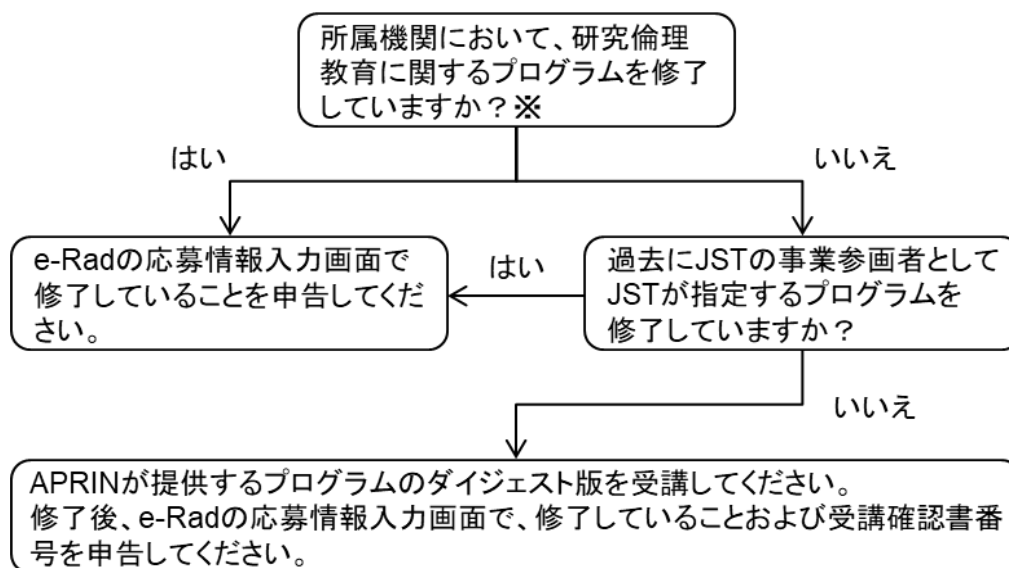 所属機関において、研究倫理
教育に関するプログラムを修了
していますか？※
はい
いいえ
e-Radの応募情報入力画面で
修了していることを申告してくだ
さい。
はい
過去にJSTの事業参画者として
JSTが指定するプログラムを
修了していますか？
いいえ
APRINが提供するプログラムのダイジェスト版を受講してください。
修了後、e-Radの応募情報入力画面で、修了していることおよび受講確認書番
号を申告してください。